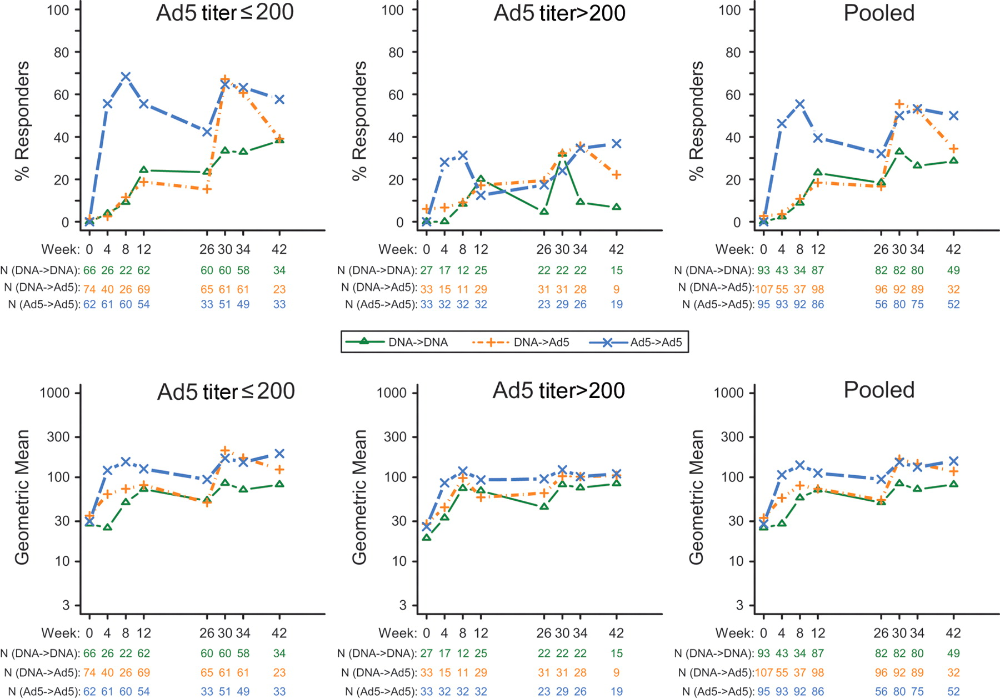 Ad5 titer ≤ 200
% Responders
100
80
60
40
20
0
Week: 0 4 8 12 26 30 34 42
N (DNA->DNA): 66 26 22 62 60 60 58 34
N (DNA->Ad5): 74 40 26 69 65 61 61 23
N (Ad5->Ad5): 62 61 60 54 33 51 49 33
Ad5 titer>200
% Responders
100
80
60
40
20
0
Week: 0 4 8 12 26 30 34 42
N (DNA->DNA): 27 17 12 25 22 22 22 15
N (DNA->Ad5): 33 15 11 29 31 31 28 9
N (Ad5->Ad5): 33 32 32 32 23 29 26 19
Pooled
% Responders
100
80
60
40
20
0
Week: 0 4 8 12 26 30 34 42
N (DNA->DNA): 93 43 34 87 82 82 80 49
N (DNA->Ad5): 107 55 37 98 96 92 89 32
N (Ad5->Ad5): 95 93 92 86 56 80 75 52
DNA->DNA DNA->Ad5 Ad5->Ad5
Ad5 titer ≤ 200
Geometric Mean
1000
300
100
30
10
3
Week: 0 4 8 12 26 30 34 42
N (DNA->DNA): 66 26 22 62 60 60 58 34
N (DNA->Ad5): 74 40 26 69 65 61 61 23
N (Ad5->Ad5): 62 61 60 54 33 51 49 33
Ad5 titer>200
Geometric Mean
1000
300
100
30
10
3
Week: 0 4 8 12 26 30 34 42
N (DNA->DNA): 27 17 12 25 22 22 22 15
N (DNA->Ad5): 33 15 11 29 31 31 28 9
N (Ad5->Ad5): 33 32 32 32 23 29 26 19
Pooled
Geometric Mean
1000
300
100
30
10
3
Week: 0 4 8 12 26 30 34 42
N (DNA->DNA): 93 43 34 87 82 82 80 49
N (DNA->Ad5): 107 55 37 98 96 92 89 32
N (Ad5->Ad5): 95 93 92 86 56 80 75 52